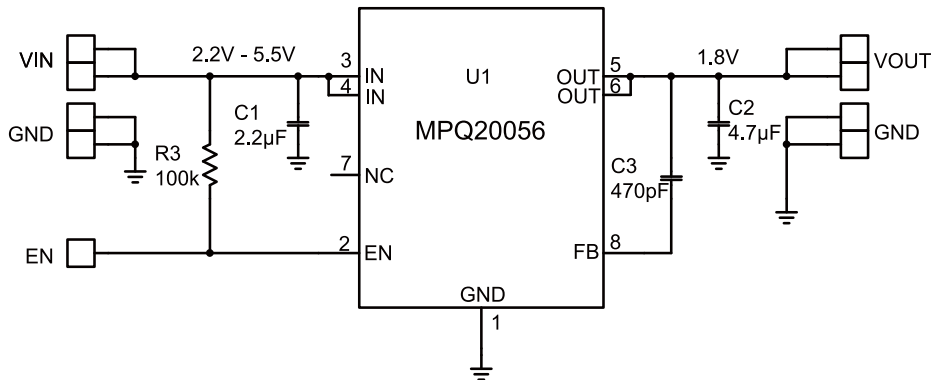 VIN
2.2V - 5.5V
3
IN
4
IN
U1
MPQ20056
5
OUT
6
OUT
1.8V
VOUT
GND
C1
2.2µF
R3
100k
7
NC
C2
4.7µF
GND
C3
470pF
EN
2
EN
8
FB
GND
1